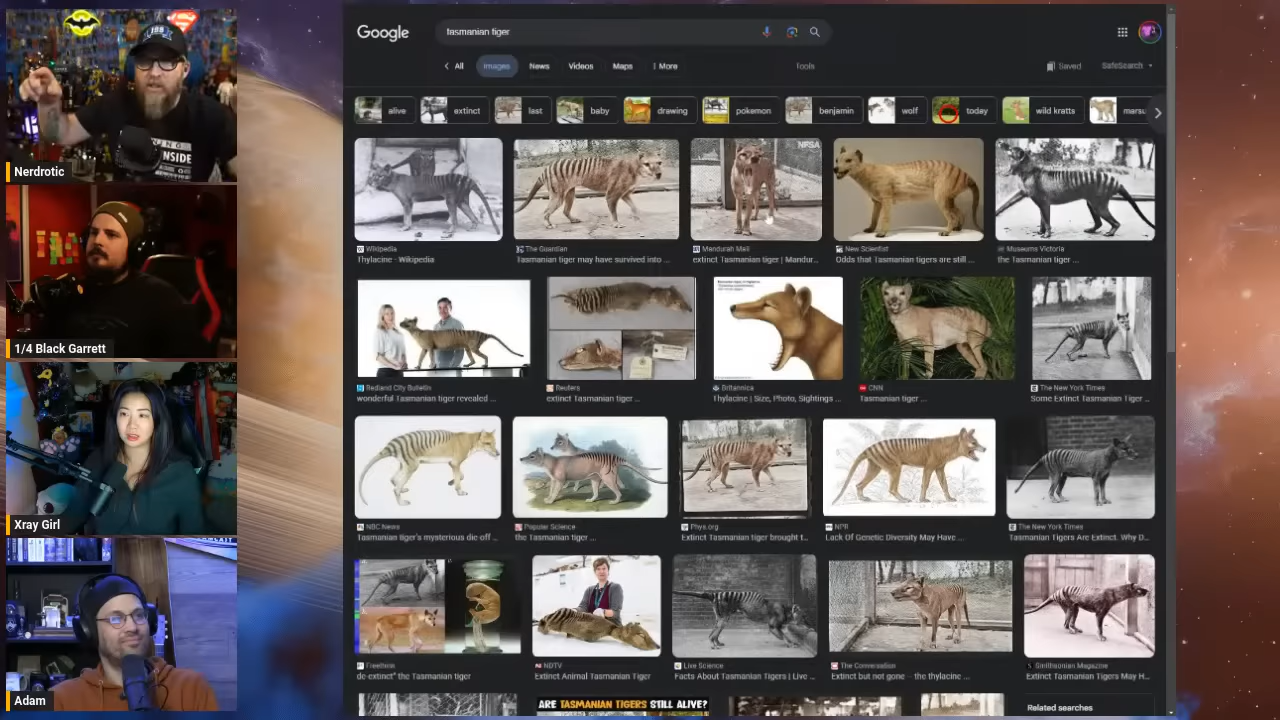 Nerdrotic
1/4 Black Garrett
Xray Girl
Adam
Google
tasmanian tiger
All
Images
News
Videos
Maps
More
Tools
Saved
SafeSearch
alive
extinct
last
baby
drawing
pokemon
benjamin
wolf
today
wild kratts
marsu
NFSA
Wikipedia
Thylacine - Wikipedia
The Guardian
Tasmanian tiger may have survived into ...
Mandurah Mail
extinct Tasmanian tiger | Mandur...
New Scientist
Odds that Tasmanian tigers are still ...
Museums Victoria
the Tasmanian tiger ...
Redland City Bulletin
wonderful Tasmanian tiger revealed ...
Reuters
extinct Tasmanian tiger ...
Britannica
Thylacine | Size, Photo, Sightings ...
CNN
Tasmanian tiger ...
The New York Times
Some Extinct Tasmanian Tiger ...
NBC News
Tasmanian tiger's mysterious die-off ...
Popular Science
the Tasmanian tiger ...
Phys.org
Extinct Tasmanian tiger brought t...
NPR
Lack Of Genetic Diversity May Have ...
The New York Times
Tasmanian Tigers Are Extinct. Why D...
Freethink
de-extinct" the Tasmanian tiger
NDTV
Extinct Animal Tasmanian Tiger
Live Science
Facts About Tasmanian Tigers | Live ...
The Conversation
Extinct but not gone – the thylacine ...
Smithsonian Magazine
Extinct Tasmanian Tigers May H...
ARE TASMANIAN TIGERS STILL ALIVE?
Related searches